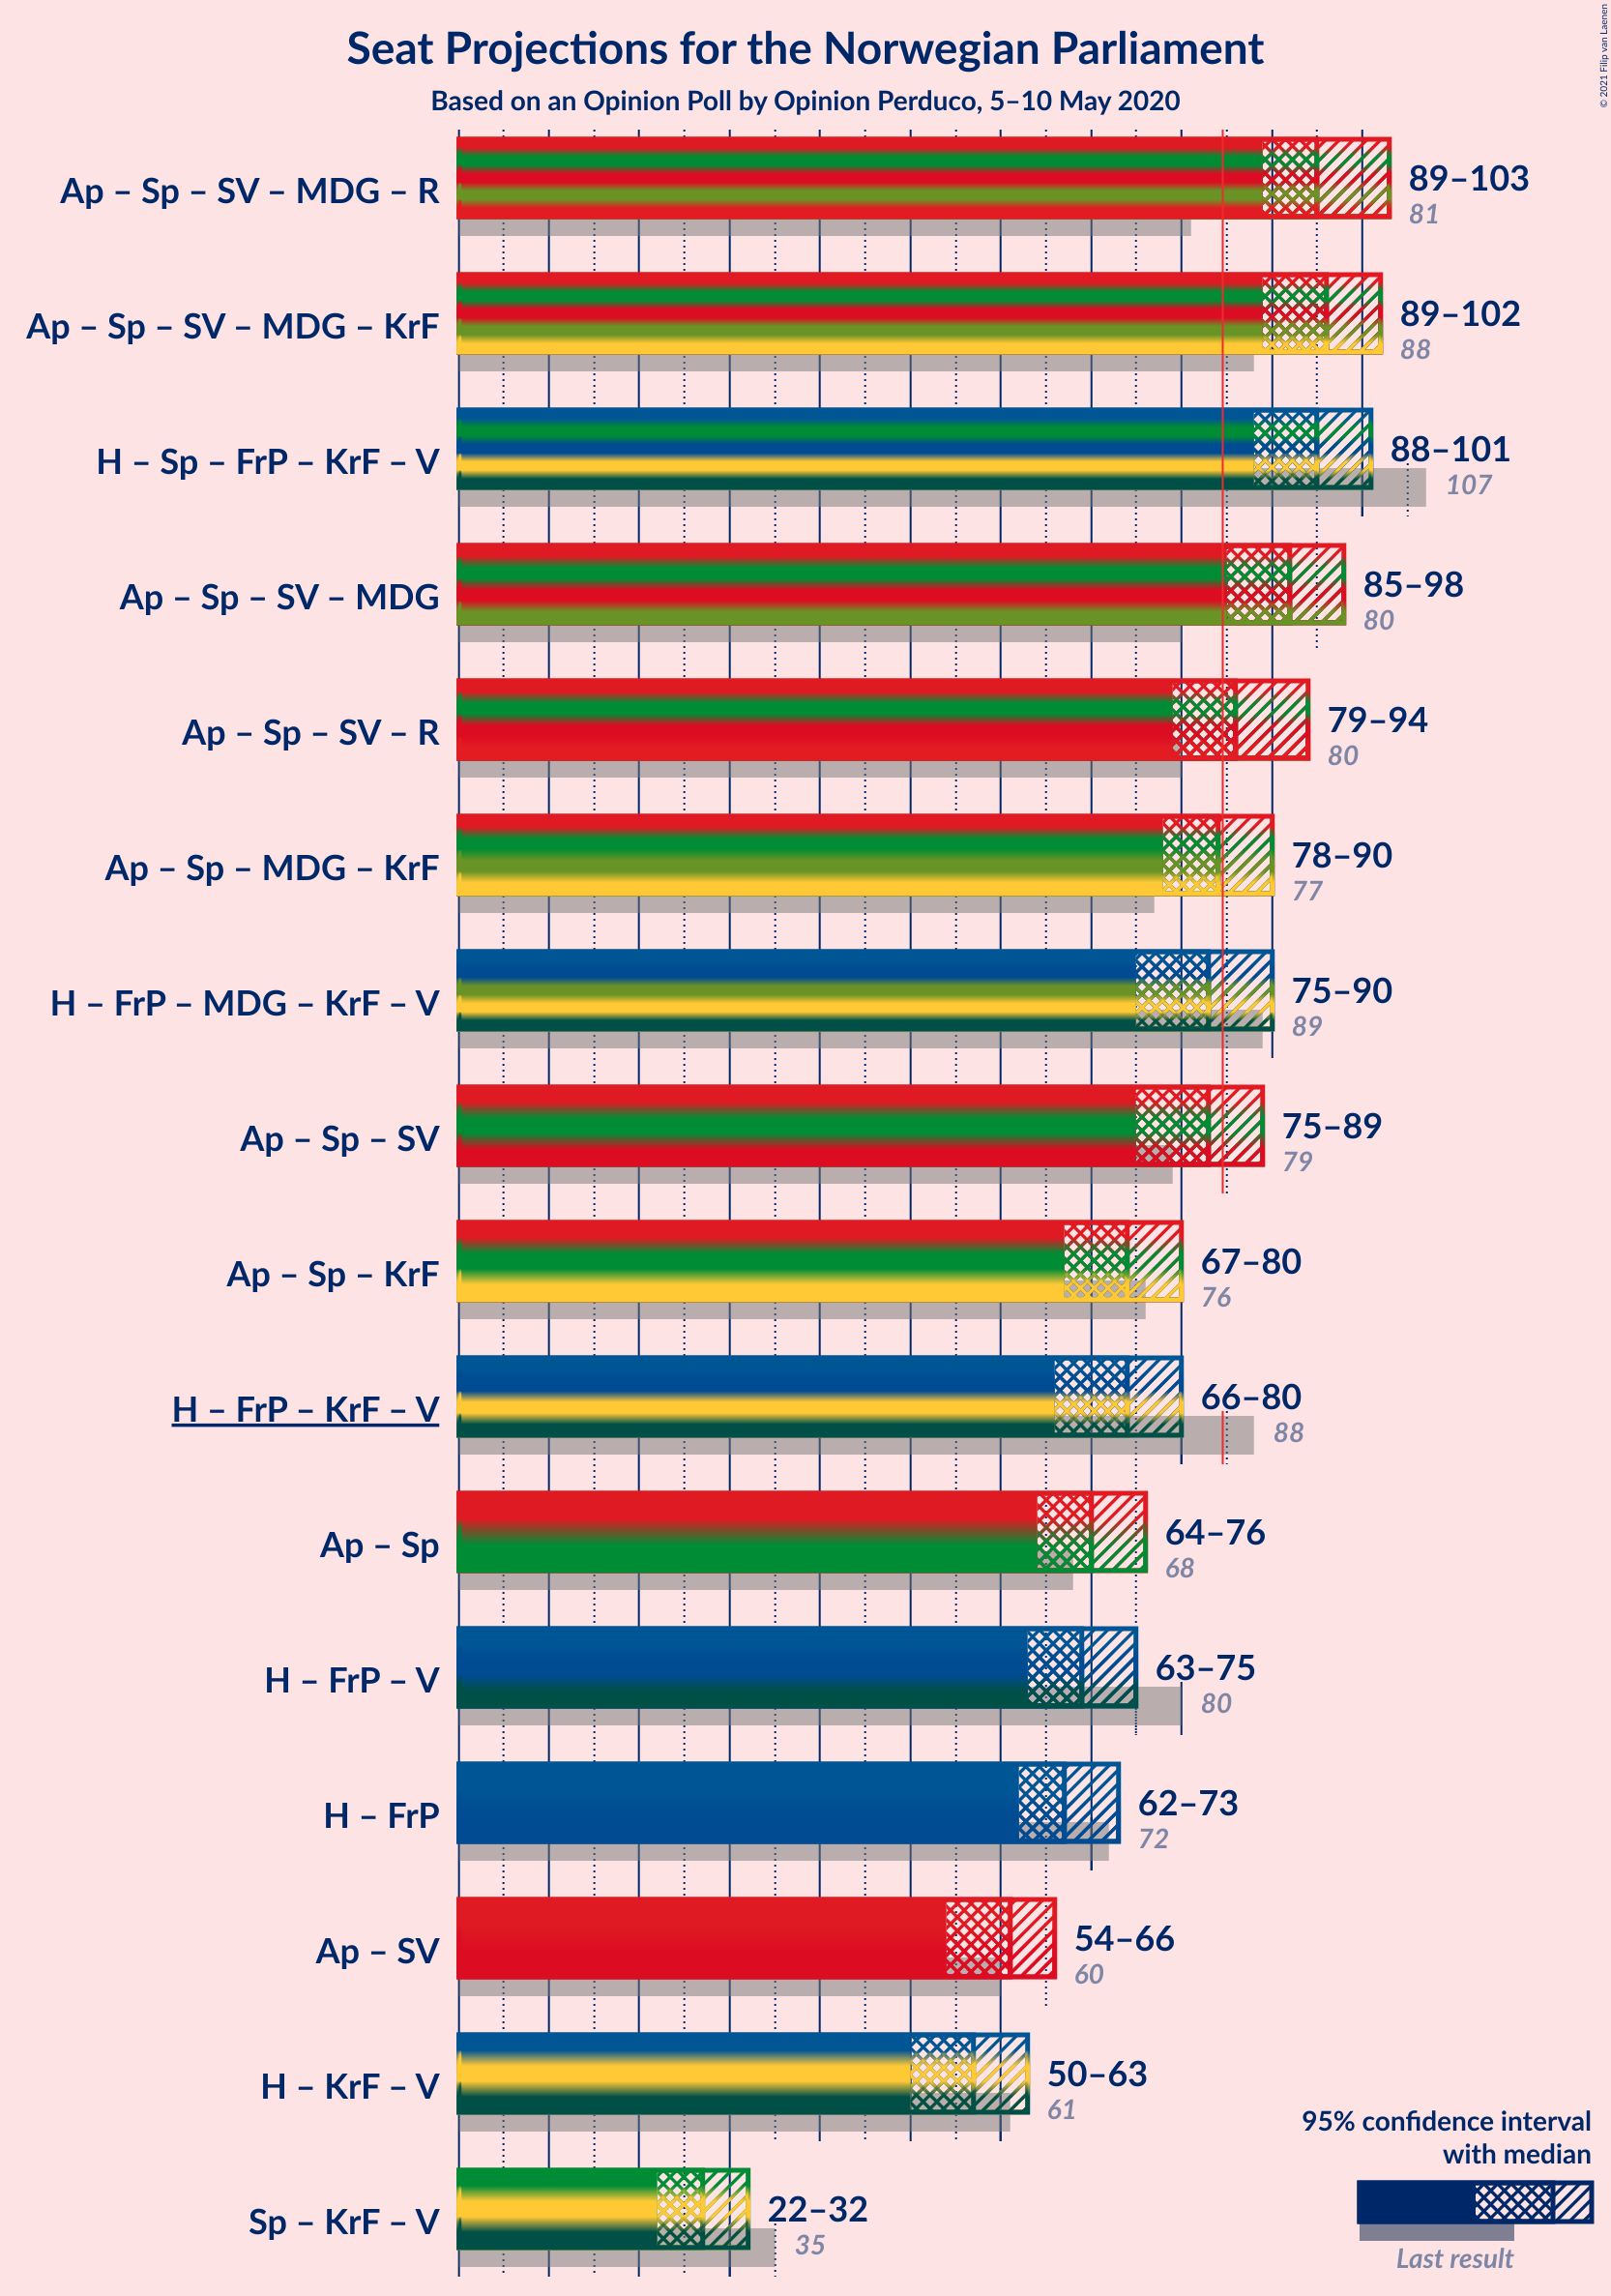 © 2021 Filip van Laenen
Seat Projections for the Norwegian Parliament
Based on an Opinion Poll by Opinion Perduco, 5–10 May 2020
Ap – Sp – SV – MDG – R
89–103
81
Ap – Sp – SV – MDG – KrF
89–102
88
H – Sp – FrP – KrF – V
88–101
107
Ap – Sp – SV – MDG
85–98
80
Ap – Sp – SV – R
79–94
80
Ap – Sp – MDG – KrF
78–90
77
H – FrP – MDG – KrF – V
75–90
89
Ap – Sp – SV
75–89
79
Ap – Sp – KrF
67–80
76
H – FrP – KrF – V
66–80
88
Ap – Sp
64–76
68
H – FrP – V
63–75
80
H – FrP
62–73
72
Ap – SV
54–66
60
H – KrF – V
50–63
61
Sp – KrF – V
22–32
35
95% confidence interval
with median
Last result